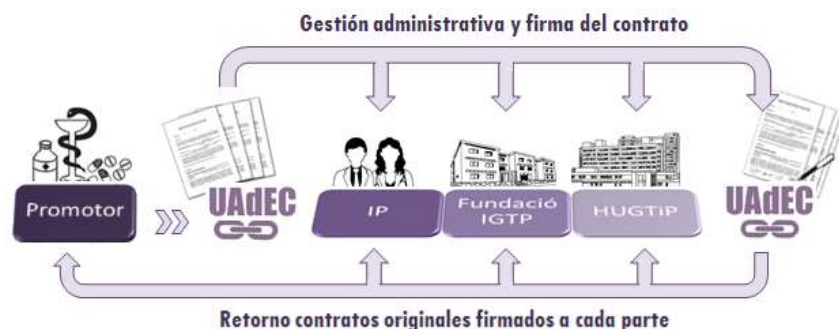 Gestión administrativa y firma del contrato
Promotor
UAdEC
IP
Fundació
IGTP
HUGTiP
UAdEC
Retorno contratos originales firmados a cada parte